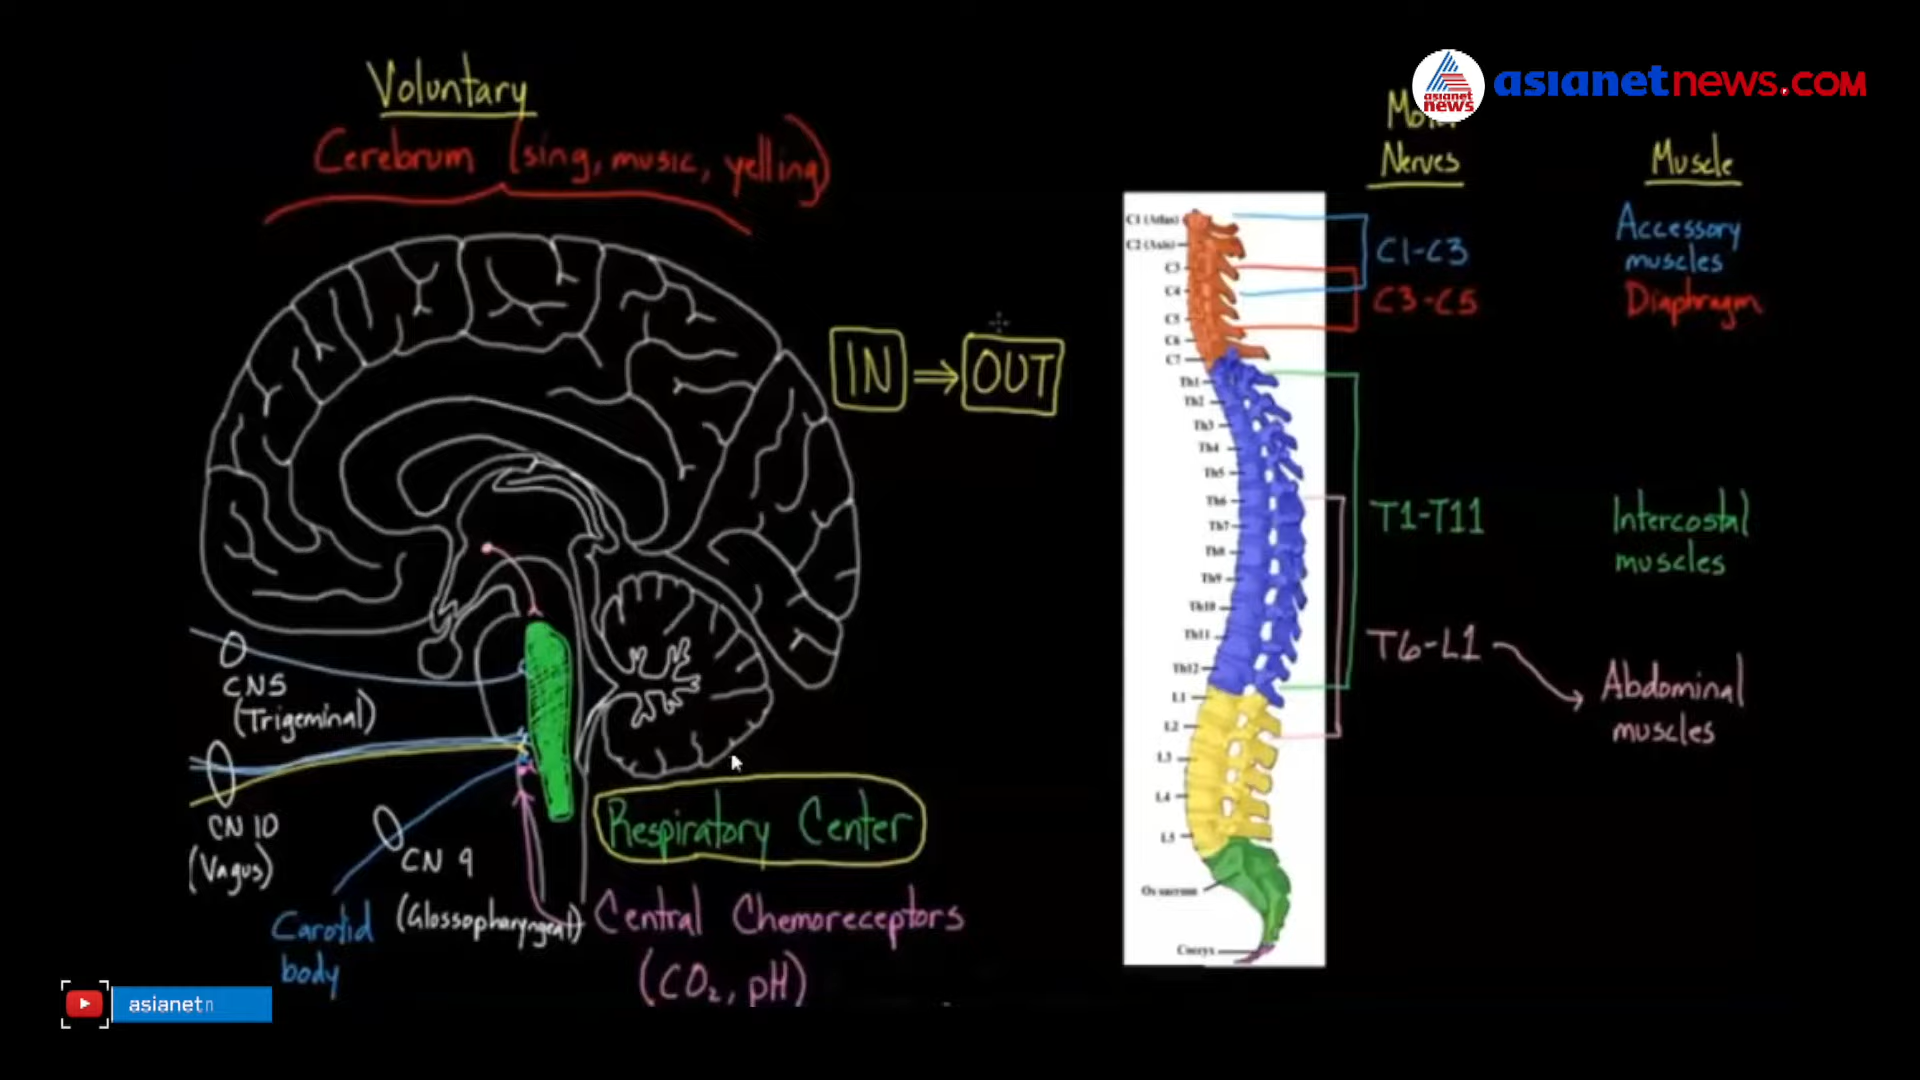 Voluntary
Cerebrum (sing, music, yelling)
IN ⇒ OUT
CN5
(Trigeminal)
CN 10
(Vagus)
CN 9
(Glossopharyngeal)
Carotid
body
Respiratory Center
Central Chemoreceptors
(CO₂, pH)
asianet
news
asianetnews.COM
Nerves
Muscle
C1-C3
Accessory
muscles
C3-C5
Diaphragm
T1-T11
Intercostal
muscles
T6-L1
Abdominal
muscles
C1 (Atlas)
C2 (Axis)
C3
C4
C5
C6
C7
Th1
Th2
Th3
Th4
Th5
Th6
Th7
Th8
Th9
Th10
Th11
Th12
L1
L2
L3
L4
L5
Os sacrum
Coccyx
asianetn